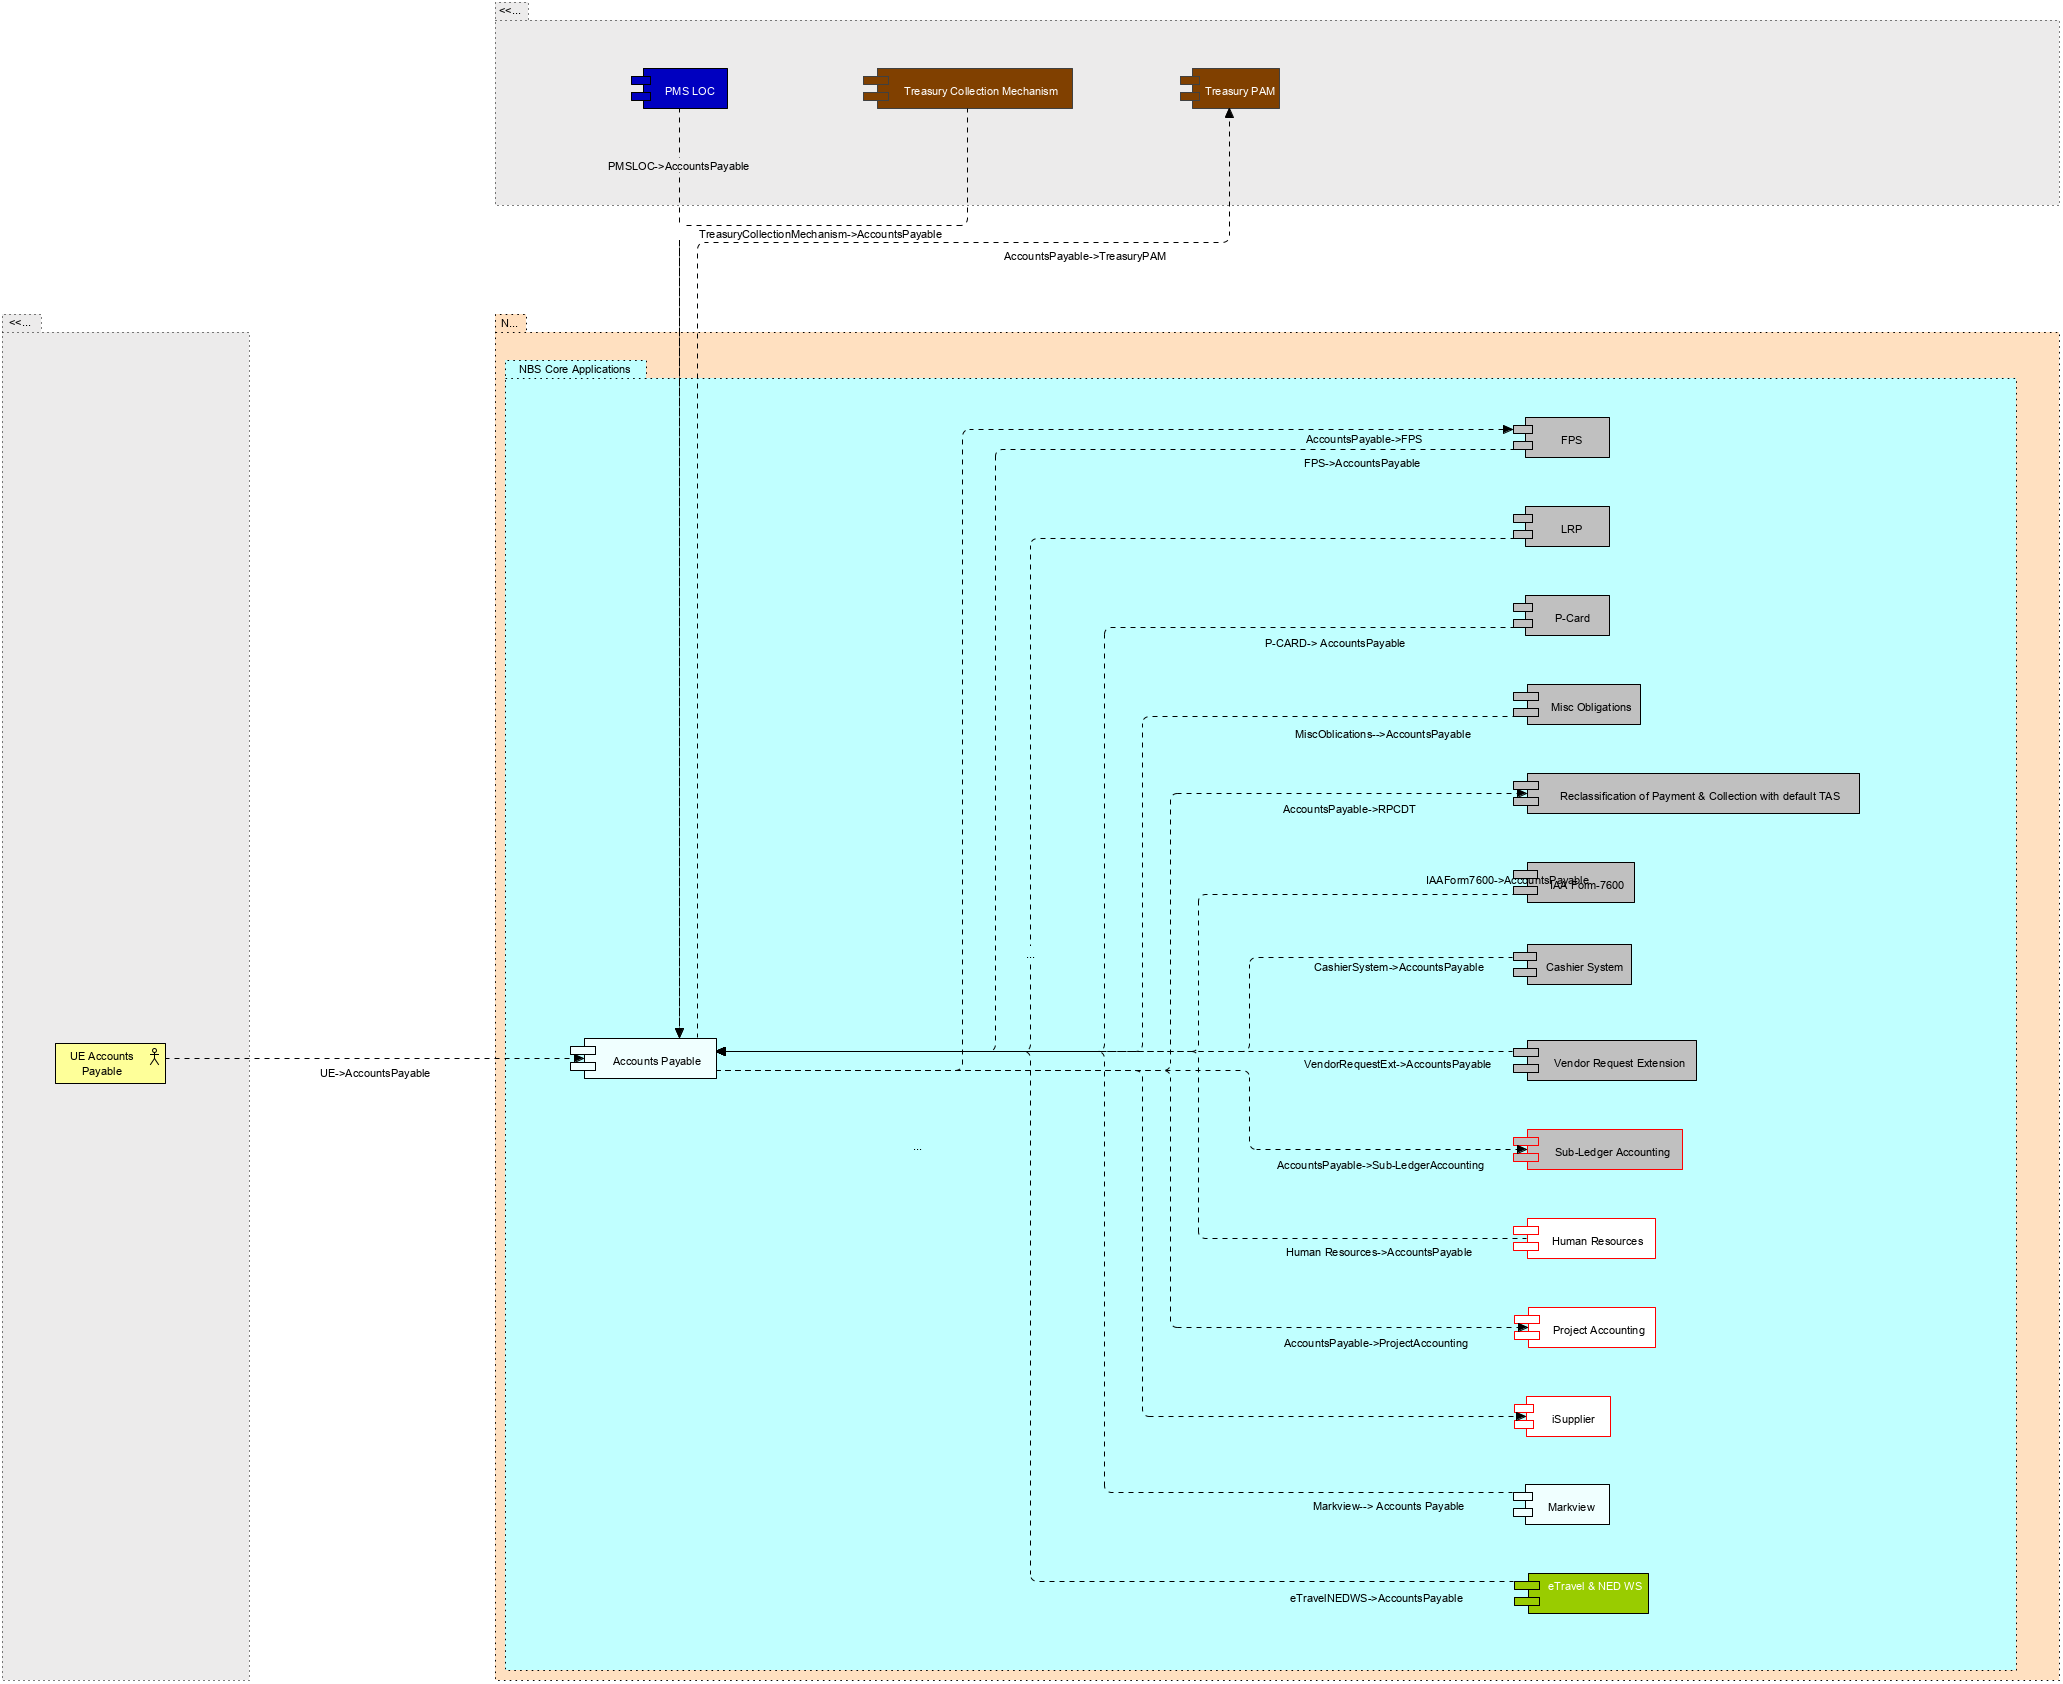 <<...
PMS LOC
Treasury Collection Mechanism
Treasury PAM
PMSLOC->AccountsPayable
TreasuryCollectionMechanism->AccountsPayable
AccountsPayable->TreasuryPAM
<<...
N...
NBS Core Applications
AccountsPayable->FPS
FPS
FPS->AccountsPayable
LRP
P-Card
P-CARD-> AccountsPayable
Misc Obligations
MiscOblications-->AccountsPayable
Reclassification of Payment & Collection with default TAS
AccountsPayable->RPCDT
IAAForm7600->AccountsPayable
IAA Form-7600
...
CashierSystem->AccountsPayable
Cashier System
UE Accounts
Payable
UE->AccountsPayable
Accounts Payable
VendorRequestExt->AccountsPayable
Vendor Request Extension
...
Sub-Ledger Accounting
AccountsPayable->Sub-LedgerAccounting
Human Resources
Human Resources->AccountsPayable
Project Accounting
AccountsPayable->ProjectAccounting
iSupplier
Markview
Markview--> Accounts Payable
eTravel & NED WS
eTravelNEDWS->AccountsPayable